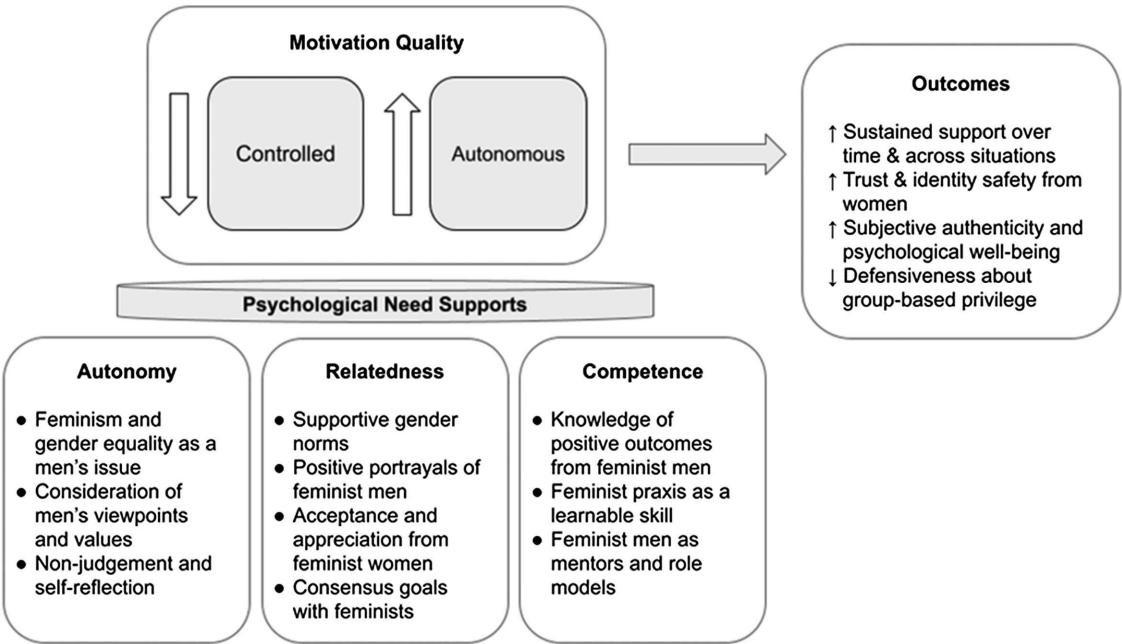 Motivation Quality
Controlled
Autonomous
Outcomes
↑ Sustained support over
time & across situations
↑ Trust & identity safety from
women
↑ Subjective authenticity and
psychological well-being
↓ Defensiveness about
group-based privilege
Psychological Need Supports
Autonomy
● Feminism and
gender equality as a
men's issue
● Consideration of
men's viewpoints
and values
● Non-judgement and
self-reflection
Relatedness
● Supportive gender
norms
● Positive portrayals of
feminist men
● Acceptance and
appreciation from
feminist women
● Consensus goals
with feminists
Competence
● Knowledge of
positive outcomes
from feminist men
● Feminist praxis as a
learnable skill
● Feminist men as
mentors and role
models